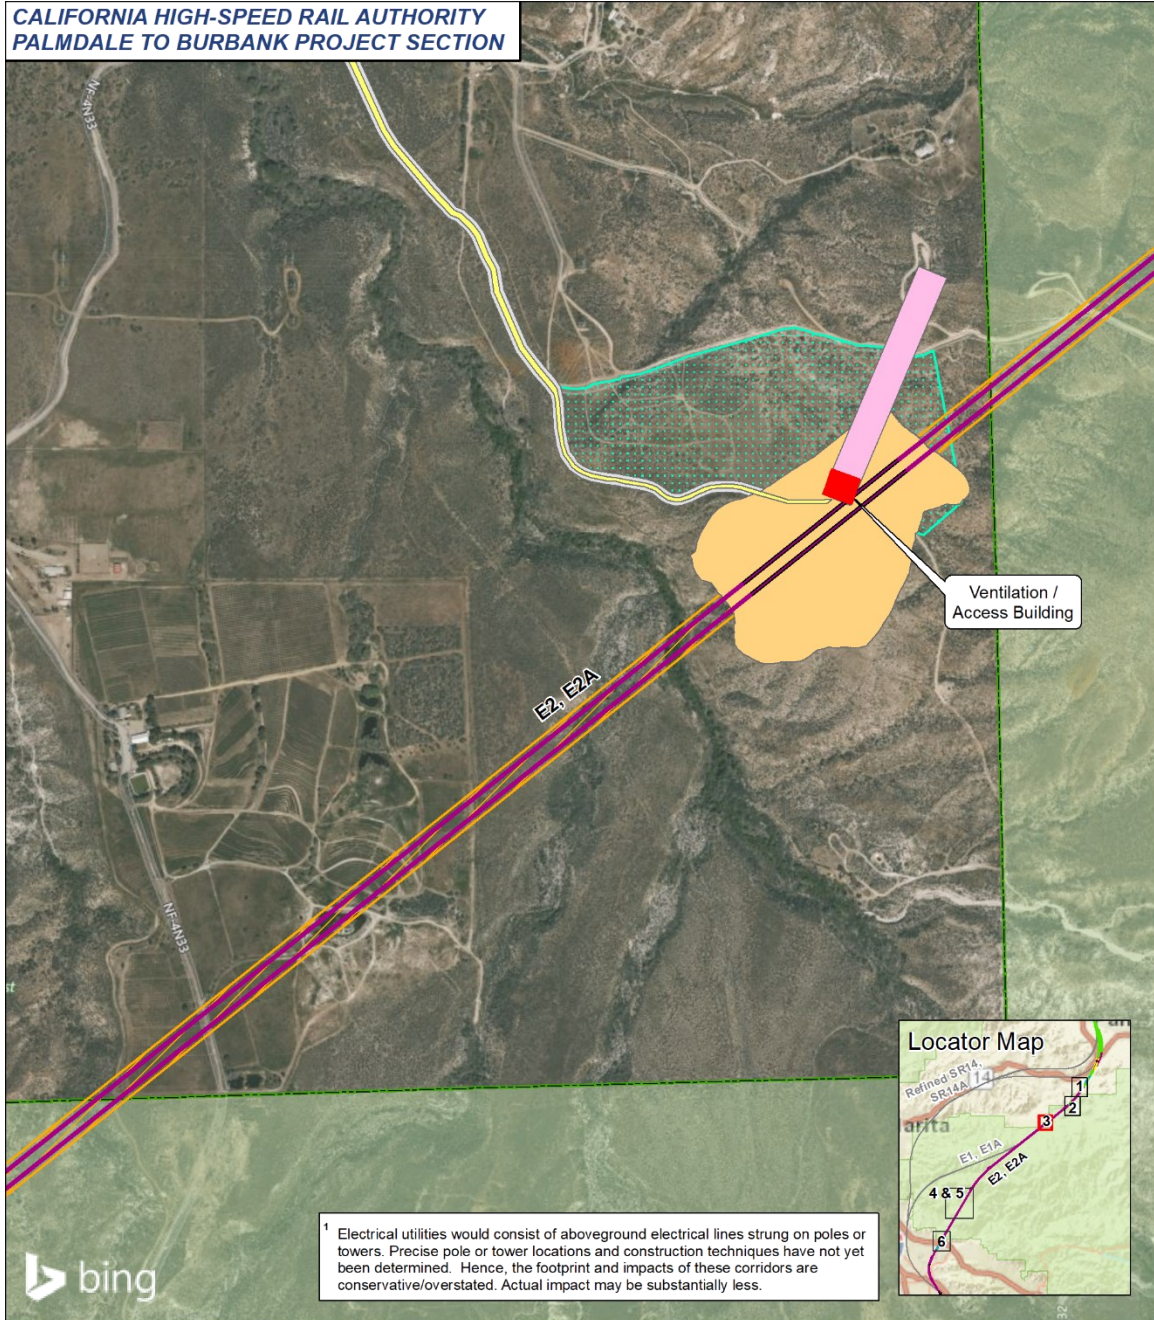 CALIFORNIA HIGH-SPEED RAIL AUTHORITY
PALMDALE TO BURBANK PROJECT SECTION
NF-4N33
Ventilation /
Access Building
E2, E2A
NF-4N33
st
Locator Map
Refined SR14,
SR14A
14
arita
E1, E1A
E2, E2A
1
2
3
4 & 5
6
1 Electrical utilities would consist of aboveground electrical lines strung on poles or
towers. Precise pole or tower locations and construction techniques have not yet
been determined. Hence, the footprint and impacts of these corridors are
conservative/overstated. Actual impact may be substantially less.
bing